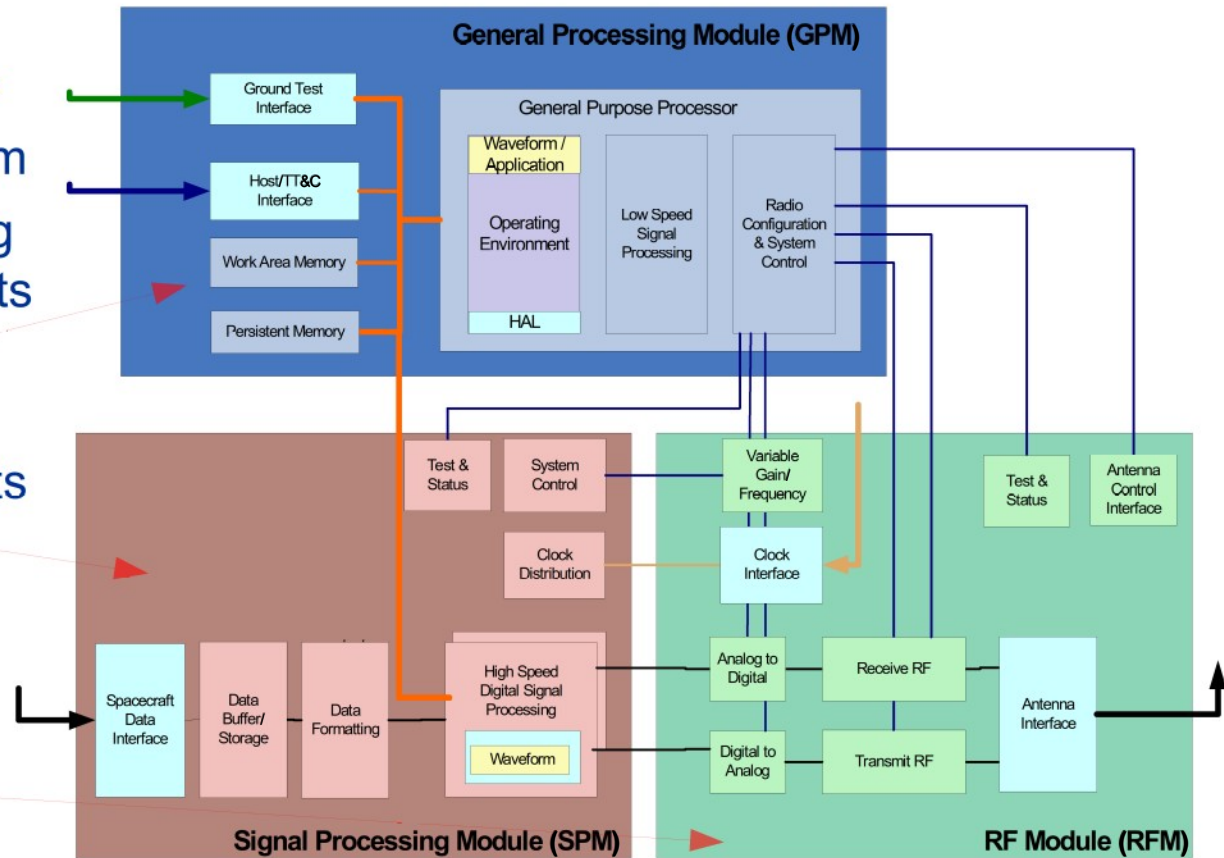 General Processing Module (GPM)
Ground Test
Interface
General Purpose Processor
m
Waveform /
Application
Host/TT&C
Interface
Operating
Environment
Low Speed
Signal
Processing
Radio
Configuration
& System
Control
g
Work Area Memory
ts
Persistent Memory
HAL
Test &
Status
System
Control
Variable
Gain/
Frequency
Test &
Status
Antenna
Control
Interface
ts
Clock
Distribution
Clock
Interface
Spacecraft
Data
Interface
Data
Buffer/
Storage
Data
Formatting
High Speed
Digital Signal
Processing
Waveform
Analog to
Digital
Receive RF
Antenna
Interface
Digital to
Analog
Transmit RF
Signal Processing Module (SPM)
RF Module (RFM)